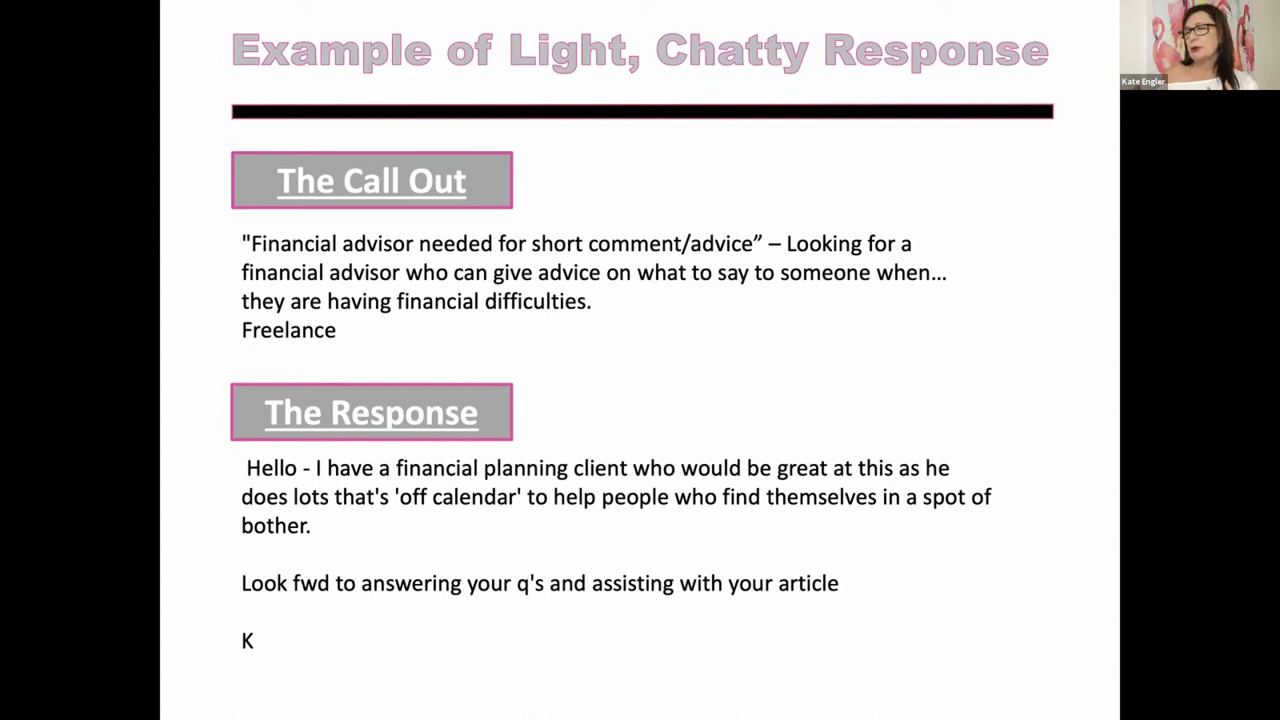 Example of Light, Chatty Response
Kate Engler
The Call Out
"Financial advisor needed for short comment/advice” – Looking for a
financial advisor who can give advice on what to say to someone when…
they are having financial difficulties.
Freelance
The Response
Hello - I have a financial planning client who would be great at this as he
does lots that's 'off calendar' to help people who find themselves in a spot of
bother.
Look fwd to answering your q's and assisting with your article
K